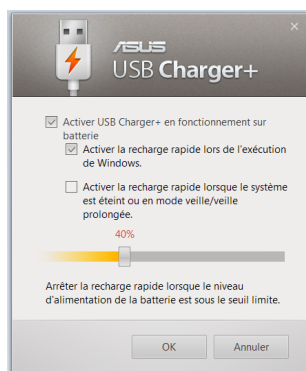 ASUS
USB Charger+
Activer USB Charger+ en fonctionnement sur
batterie
Activer la recharge rapide lors de l'exécution
de Windows.
Activer la recharge rapide lorsque le système
est éteint ou en mode veille/veille
prolongée.
40%
Arrêter la recharge rapide lorsque le niveau
d'alimentation de la batterie est sous le seuil limite.
OK
Annuler